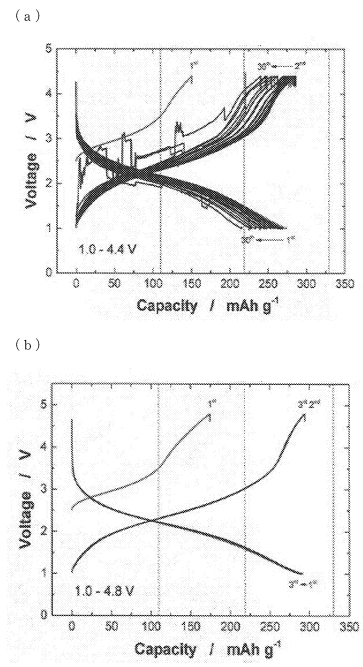 ( a )
5
4
3
2
1
0
Voltage / V
1st
30th 2nd
30th 1st
1.0 - 4.4 V
0 50 100 150 200 250 300 350
Capacity / mAh g-1
( b )
5
4
3
2
1
0
Voltage / V
1st
3rd 2nd
3rd 1st
1.0 - 4.8 V
0 50 100 150 200 250 300 350
Capacity / mAh g-1